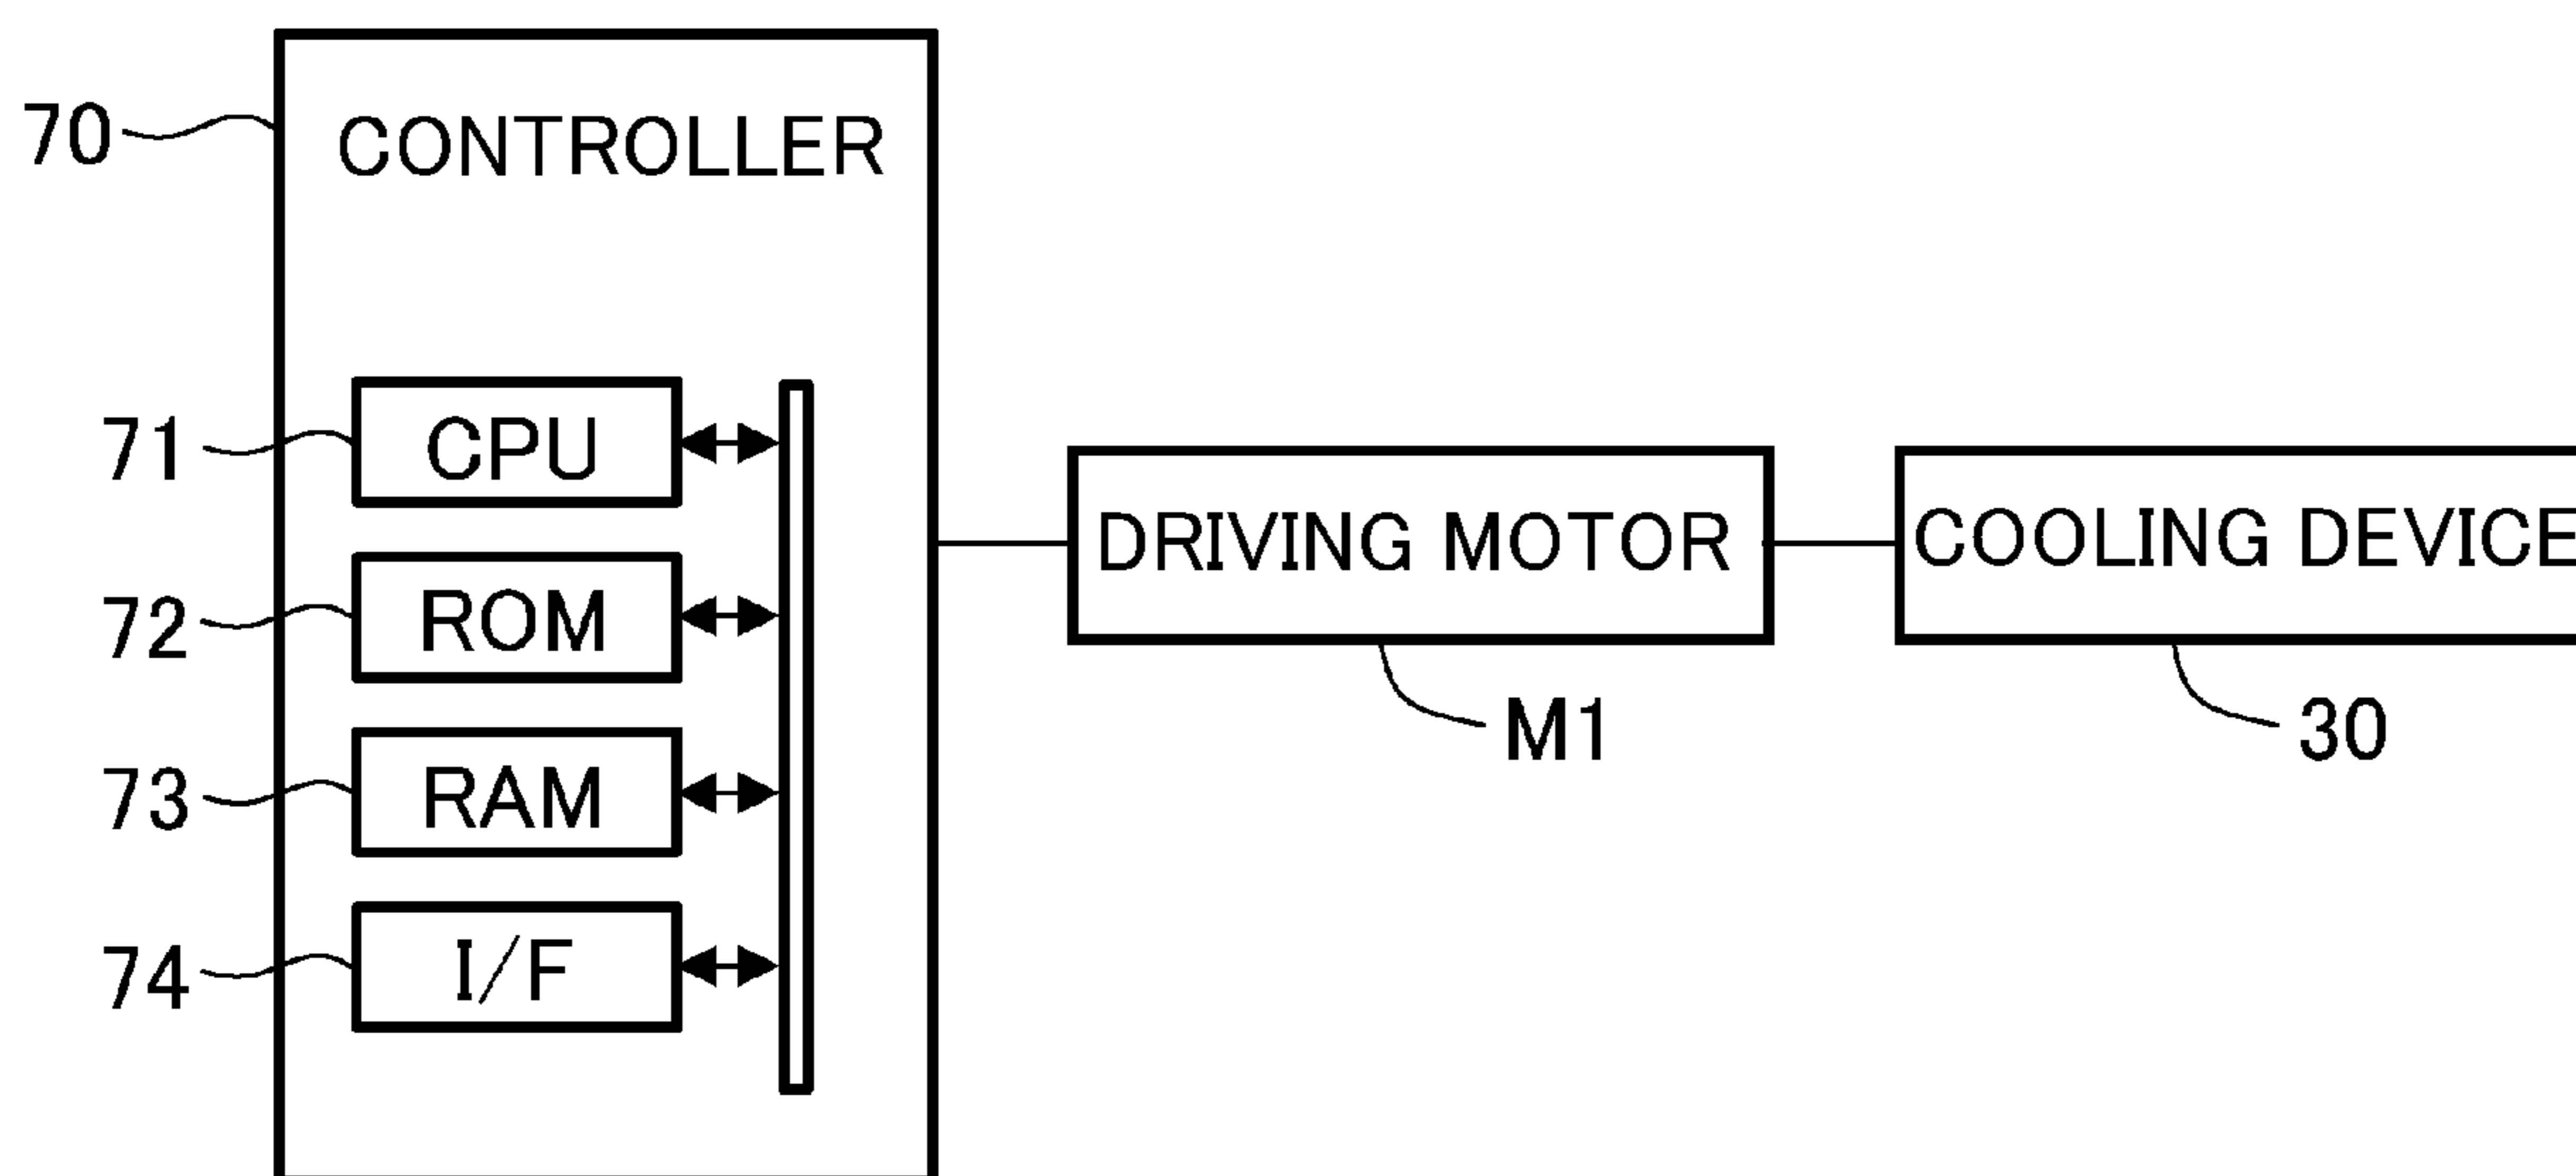 70
CONTROLLER
71
CPU
72
ROM
73
RAM
74
I/F
DRIVING MOTOR
M1
COOLING DEVICE
30